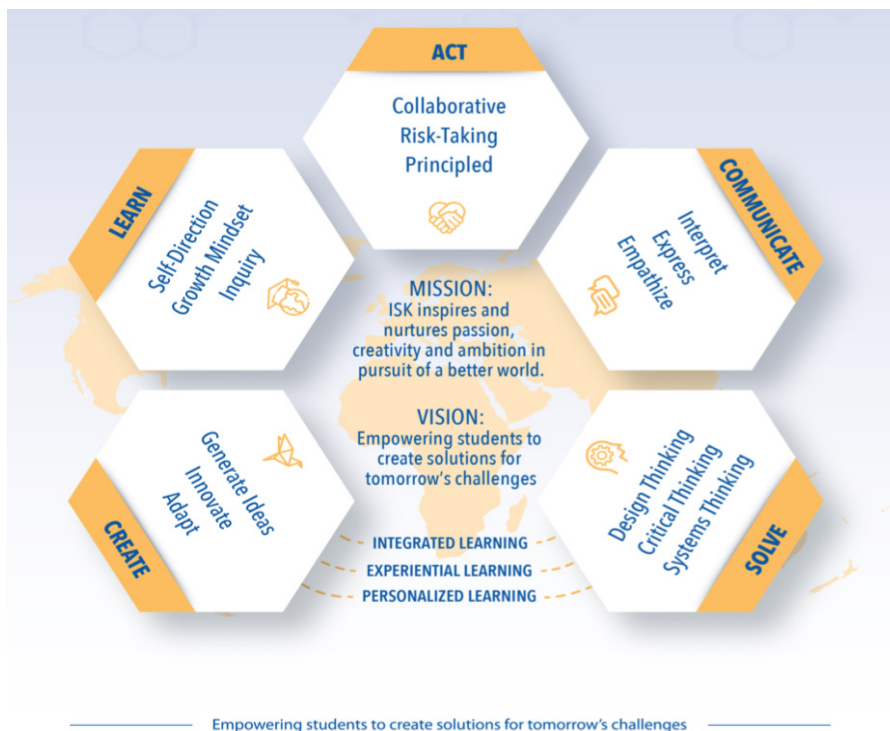 ACT
Collaborative
Risk-Taking
Principled
LEARN
Self-Direction
Growth Mindset
Inquiry
COMMUNICATE
Interpret
Express
Empathize
MISSION:
ISK inspires and
nurtures passion,
creativity and ambition in
pursuit of a better world.
VISION:
Empowering students to
create solutions for
tomorrow's challenges
CREATE
Generate Ideas
Innovate
Adapt
SOLVE
Design Thinking
Critical Thinking
Systems Thinking
INTEGRATED LEARNING
EXPERIENTIAL LEARNING
PERSONALIZED LEARNING
Empowering students to create solutions for tomorrow's challenges